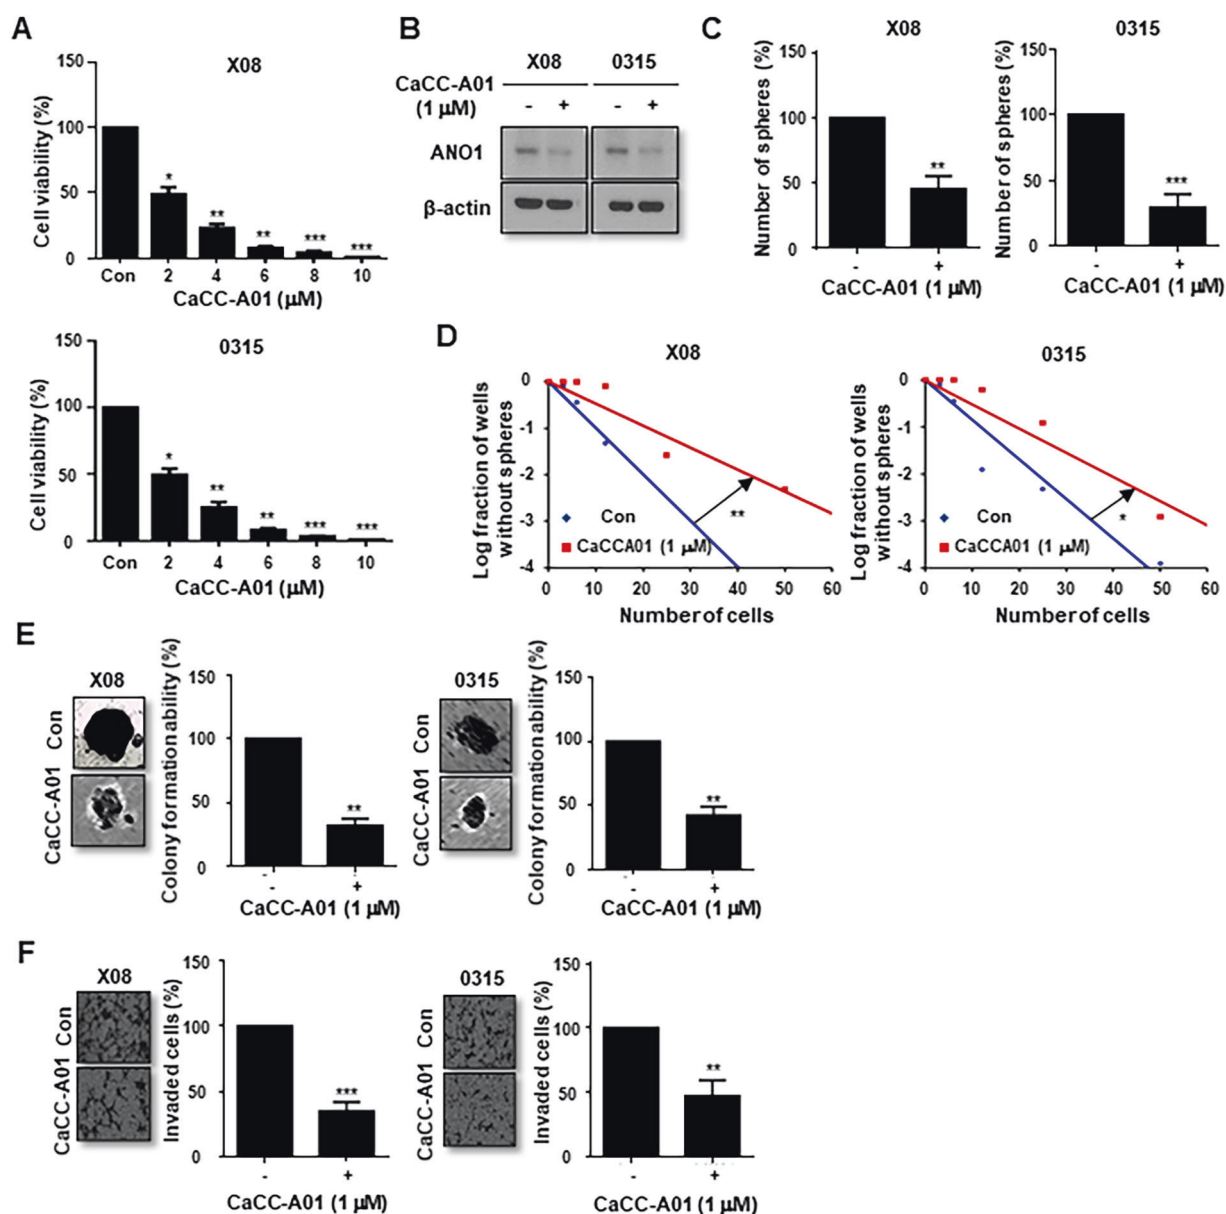 A
X08
Cell viability (%)
150
100
50
0
*
**
**
***
***
Con 2 4 6 8 10
CaCC-A01 (μM)
0315
Cell viability (%)
150
100
50
0
*
**
**
***
***
Con 2 4 6 8 10
CaCC-A01 (μM)
B
X08 0315
CaCC-A01
(1 μM) - + - +
ANO1
β-actin
C
X08
Number of spheres (%)
150
100
50
0
**
- +
CaCC-A01 (1 μM)
0315
Number of spheres (%)
150
100
50
0
***
- +
CaCC-A01 (1 μM)
D
X08
Log fraction of wells
without spheres
0
-1
-2
-3
-4
**
Con
CaCCA01 (1 μM)
0 10 20 30 40 50 60
Number of cells
0315
Log fraction of wells
without spheres
0
-1
-2
-3
-4
*
Con
CaCCA01 (1 μM)
0 10 20 30 40 50 60
Number of cells
E
X08
Con
CaCC-A01
Colony formation ability (%)
150
100
50
0
**
- +
CaCC-A01 (1 μM)
0315
Con
CaCC-A01
Colony formation ability (%)
150
100
50
0
**
- +
CaCC-A01 (1 μM)
F
X08
Con
CaCC-A01
Invaded cells (%)
150
100
50
0
***
- +
CaCC-A01 (1 μM)
0315
Con
CaCC-A01
Invaded cells (%)
150
100
50
0
**
- +
CaCC-A01 (1 μM)